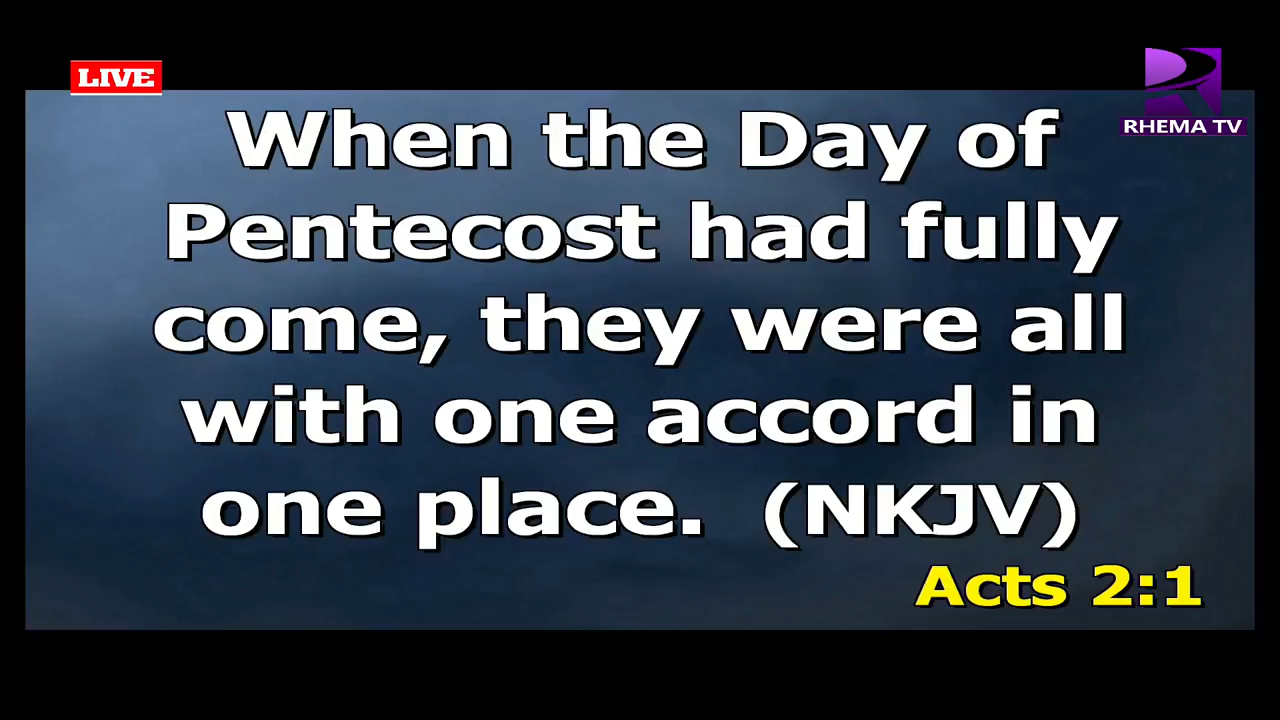 LIVE
RHEMA TV
When the Day of
Pentecost had fully
come, they were all
with one accord in
one place. (NKJV)
Acts 2:1